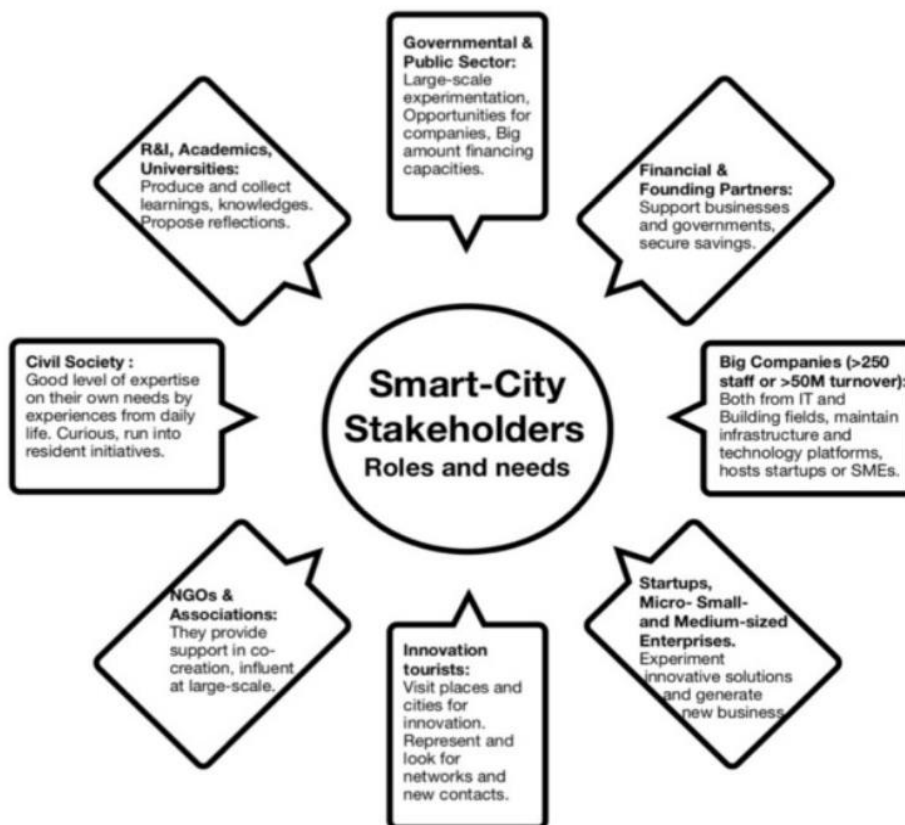 Governmental &
Public Sector:
Large-scale
experimentation,
Opportunities for
companies, Big
amount financing
capacities.
R&I, Academics,
Universities:
Produce and collect
learnings, knowledges.
Propose reflections.
Financial &
Founding Partners:
Support businesses
and governments,
secure savings.
Civil Society :
Good level of expertise
on their own needs by
experiences from daily
life. Curious, run into
resident initiatives.
Smart-City
Stakeholders
Roles and needs
Big Companies (>250
staff or >50M turnover):
Both from IT and
Building fields, maintain
infrastructure and
technology platforms,
hosts startups or SMEs.
NGOs &
Associations:
They provide
support in co-
creation, influent
at large-scale.
Innovation
tourists:
Visit places and
cities for
innovation.
Represent and
look for
networks and
new contacts.
Startups,
Micro- Small-
and Medium-sized
Enterprises.
Experiment
innovative solutions
and generate
new business